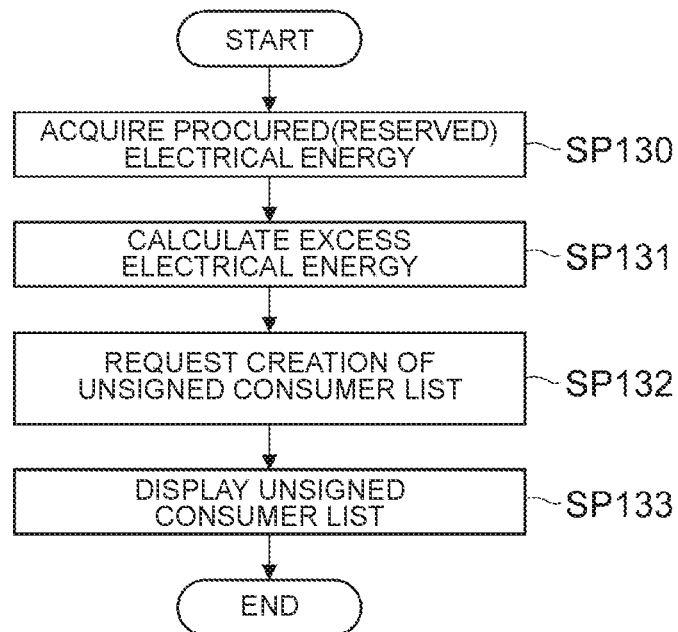 START
ACQUIRE PROCURED(RESERVED)
ELECTRICAL ENERGY
SP130
CALCULATE EXCESS
ELECTRICAL ENERGY
SP131
REQUEST CREATION OF
UNSIGNED CONSUMER LIST
SP132
DISPLAY UNSIGNED
CONSUMER LIST
SP133
END